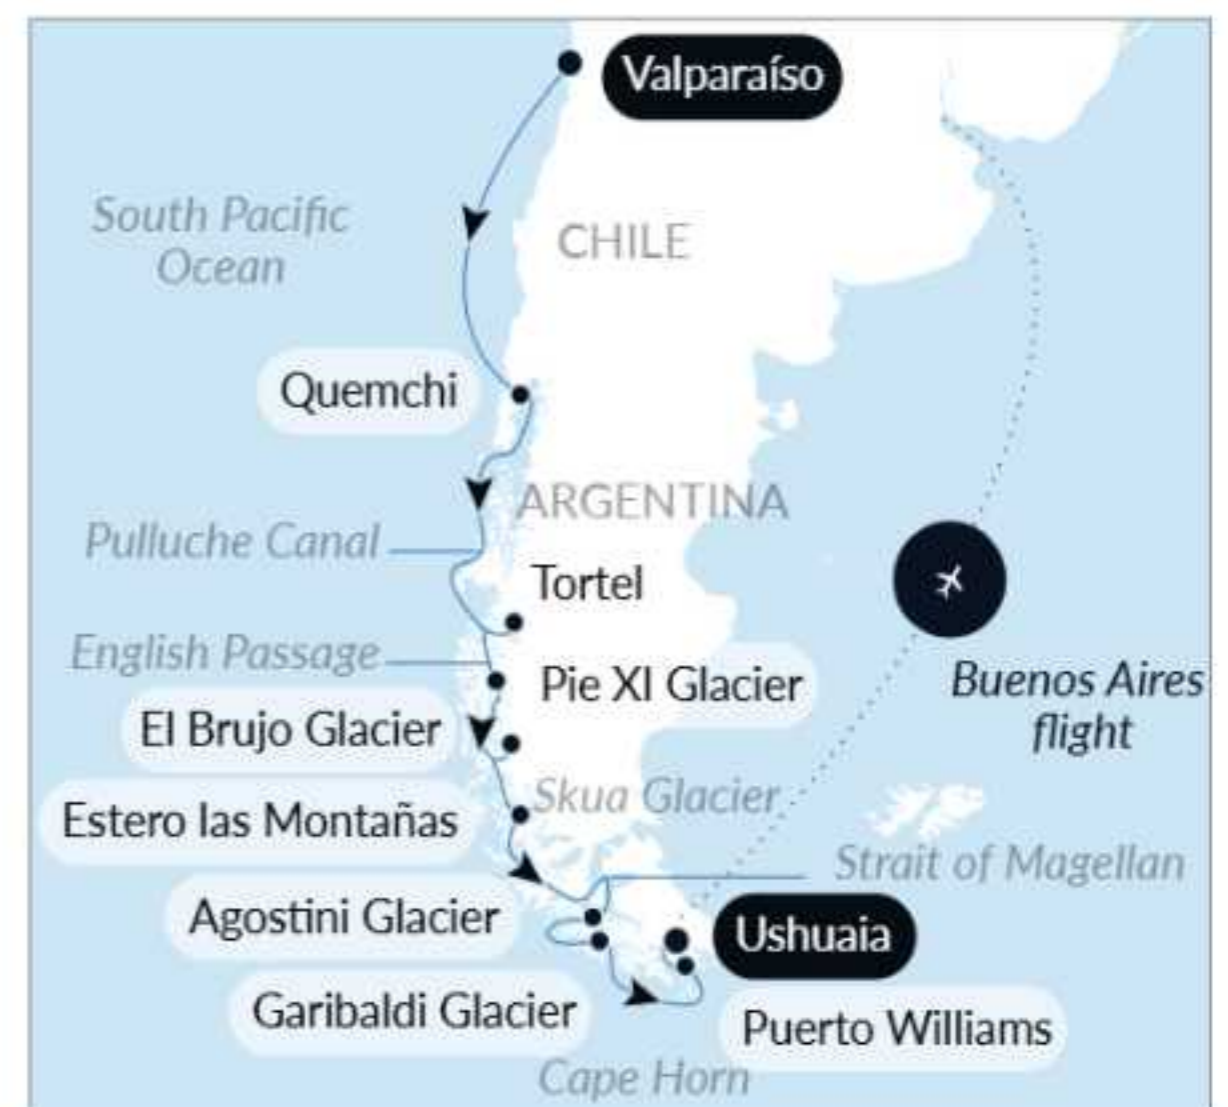 Valparaíso
South Pacific
Ocean
CHILE
Quemchi
ARGENTINA
Pulluche Canal
Tortel
English Passage
Pie XI Glacier
Buenos Aires
flight
El Brujo Glacier
Skua Glacier
Estero las Montañas
Strait of Magellan
Agostini Glacier
Ushuaia
Garibaldi Glacier
Puerto Williams
Cape Horn